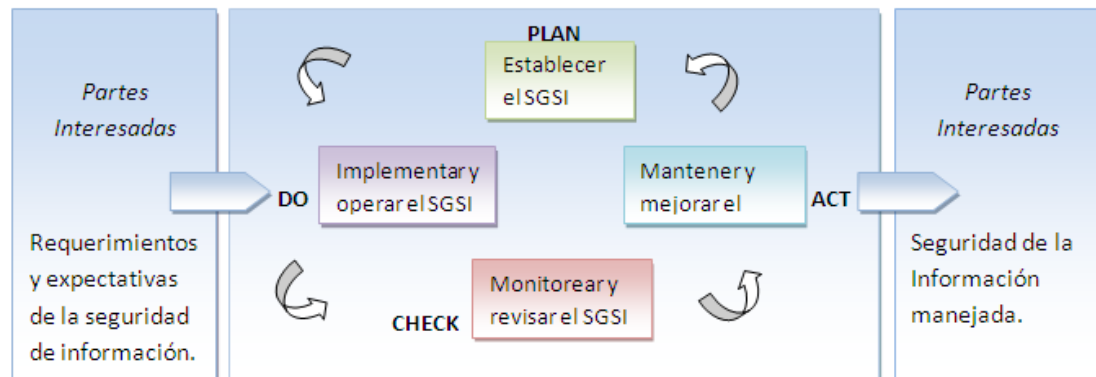 Partes
Interesadas
Requerimientos
y expectativas
de la seguridad
de información.
PLAN
Establecer
el SGSI
DO
Implementar y
operar el SGSI
Mantener y
mejorar el
ACT
CHECK
Monitorear y
revisar el SGSI
Partes
Interesadas
Seguridad de la
Información
manejada.